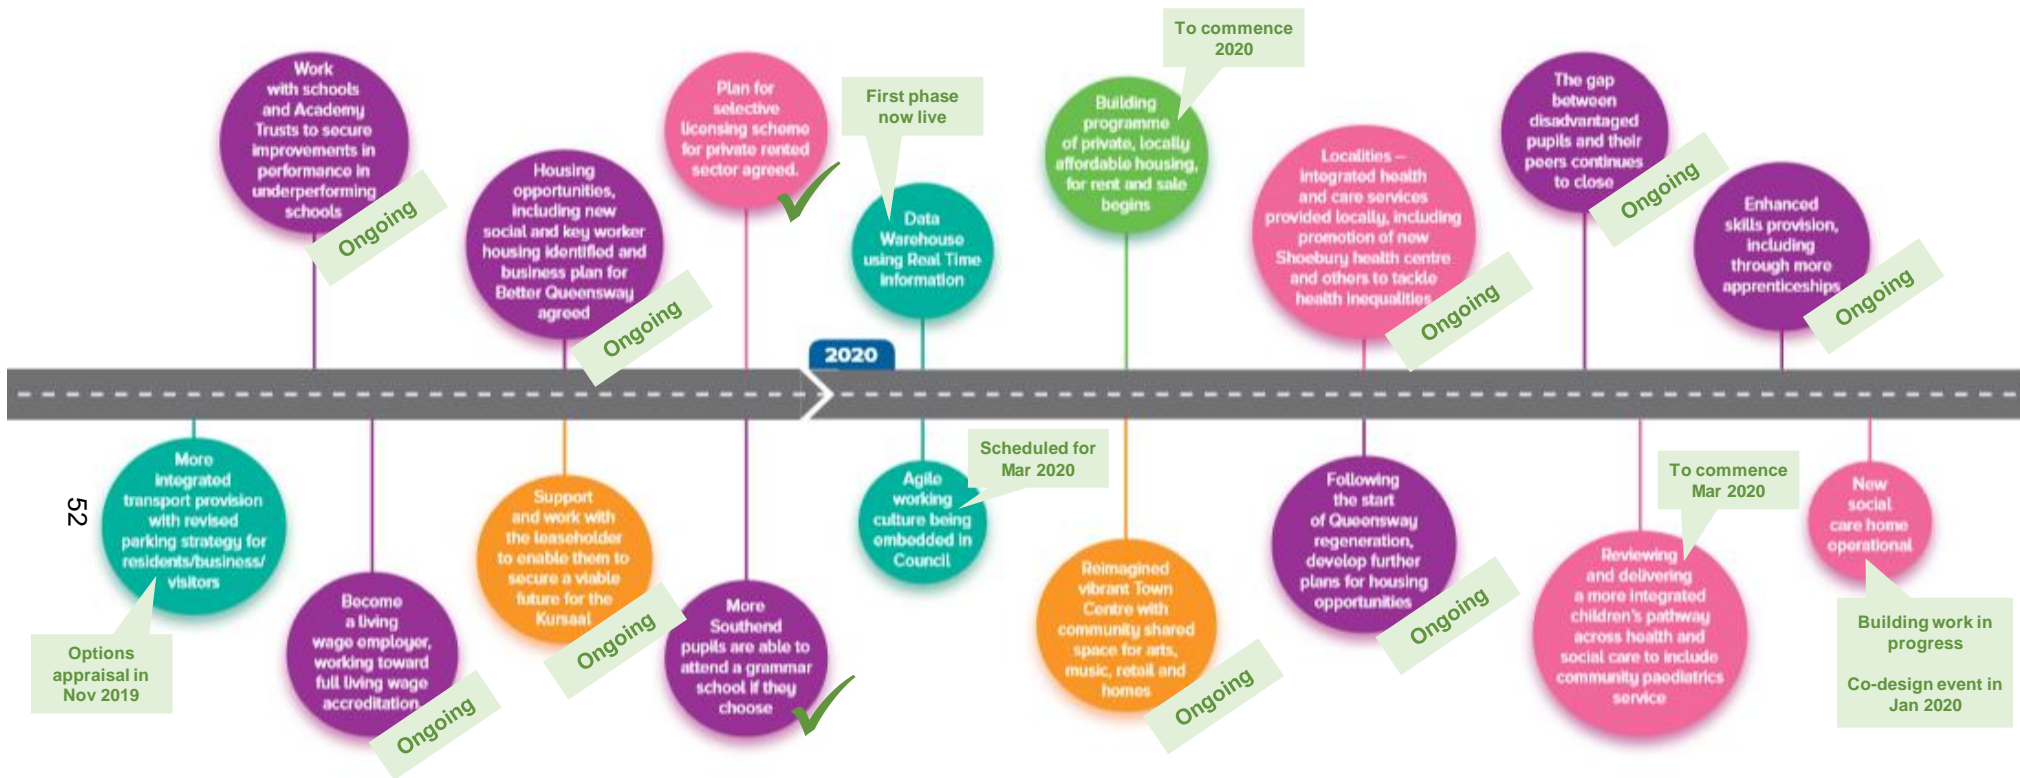 Work
with schools
and Academy
Trusts to secure
improvements in
performance in
underperforming
schools
Ongoing
Housing
opportunities,
including new
social and key worker
housing identified and
business plan for
Better Queensway
agreed
Ongoing
Plan for
selective
licensing scheme
for private rented
sector agreed.
First phase
now live
Data
Warehouse
using Real Time
information
To commence
2020
Building
programme
of private, locally
affordable housing,
for rent and sale
begins
Localities –
integrated health
and care services
provided locally, including
promotion of new
Shoebury health centre
and others to tackle
health inequalities
Ongoing
The gap
between
disadvantaged
pupils and their
peers continues
to close
Ongoing
Enhanced
skills provision,
including
through more
apprenticeships
Ongoing
2020
52
More
integrated
transport provision
with revised
parking strategy for
residents/business/
visitors
Options
appraisal in
Nov 2019
Become
a living
wage employer,
working toward
full living wage
accreditation.
Ongoing
Support
and work with
the leaseholder
to enable them to
secure a viable
future for the
Kursaal
Ongoing
More
Southend
pupils are able to
attend a grammar
school if they
choose
Scheduled for
Mar 2020
Agile
working
culture being
embedded in
Council
Reimagined
vibrant Town
Centre with
community shared
space for arts,
music, retail and
homes
Ongoing
Following
the start
of Queensway
regeneration,
develop further
plans for housing
opportunities
Ongoing
To commence
Mar 2020
Reviewing
and delivering
a more integrated
children's pathway
across health and
social care to include
community paediatrics
service
New
social
care home
operational
Building work in
progress
Co-design event in
Jan 2020